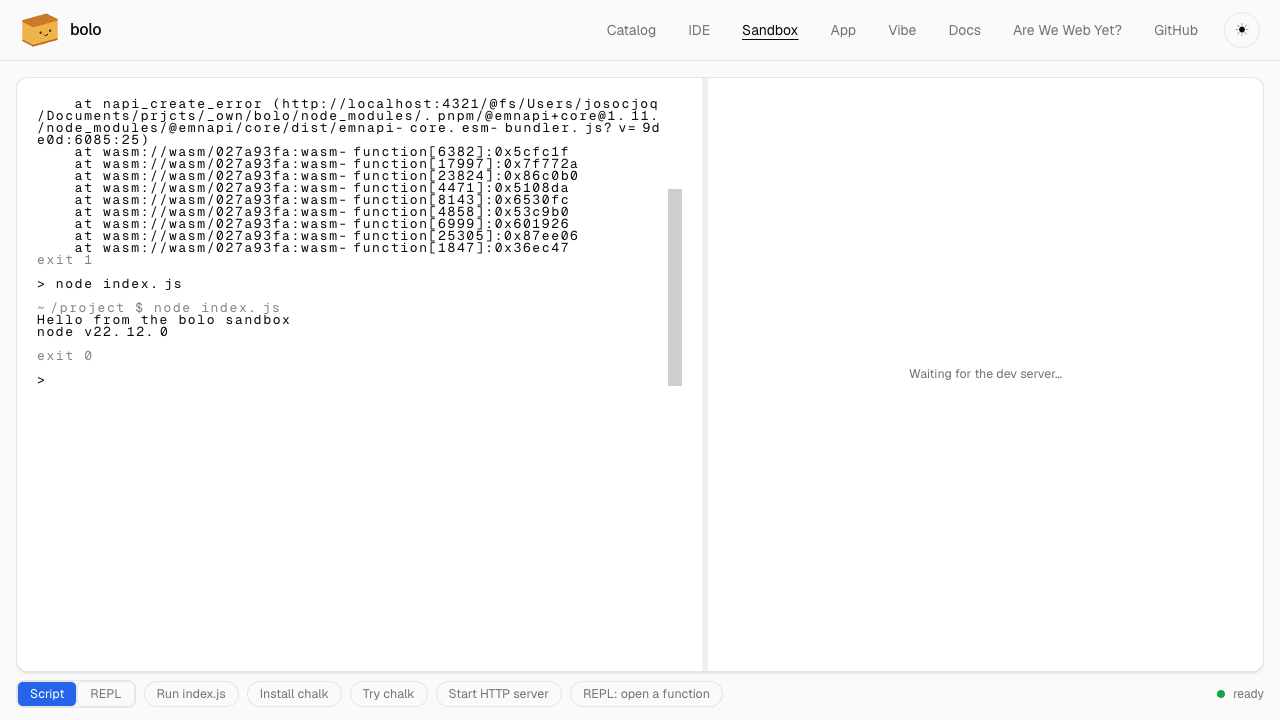 bolo
Catalog
IDE
Sandbox
App
Vibe
Docs
Are We Web Yet?
GitHub
at napi_create_error (http://localhost:4321/@fs/Users/josocjoq
/Documents/prjcts/_own/bolo/node_modules/.pnpm/@emnapi+core@1.11.
/node_modules/@emnapi/core/dist/emnapi-core.esm-bundler.js?v=9d
e0d:6085:25)
at wasm://wasm/027a93fa:wasm-function[6382]:0x5cfc1f
at wasm://wasm/027a93fa:wasm-function[17997]:0x7f772a
at wasm://wasm/027a93fa:wasm-function[23824]:0x86c0b0
at wasm://wasm/027a93fa:wasm-function[4471]:0x5108da
at wasm://wasm/027a93fa:wasm-function[8143]:0x6530fc
at wasm://wasm/027a93fa:wasm-function[4858]:0x53c9b0
at wasm://wasm/027a93fa:wasm-function[6999]:0x601926
at wasm://wasm/027a93fa:wasm-function[25305]:0x87ee06
at wasm://wasm/027a93fa:wasm-function[1847]:0x36ec47
exit 1
> node index.js
~/project $ node index.js
Hello from the bolo sandbox
node v22.12.0
exit 0
>
Waiting for the dev server…
Script
REPL
Run index.js
Install chalk
Try chalk
Start HTTP server
REPL: open a function
ready